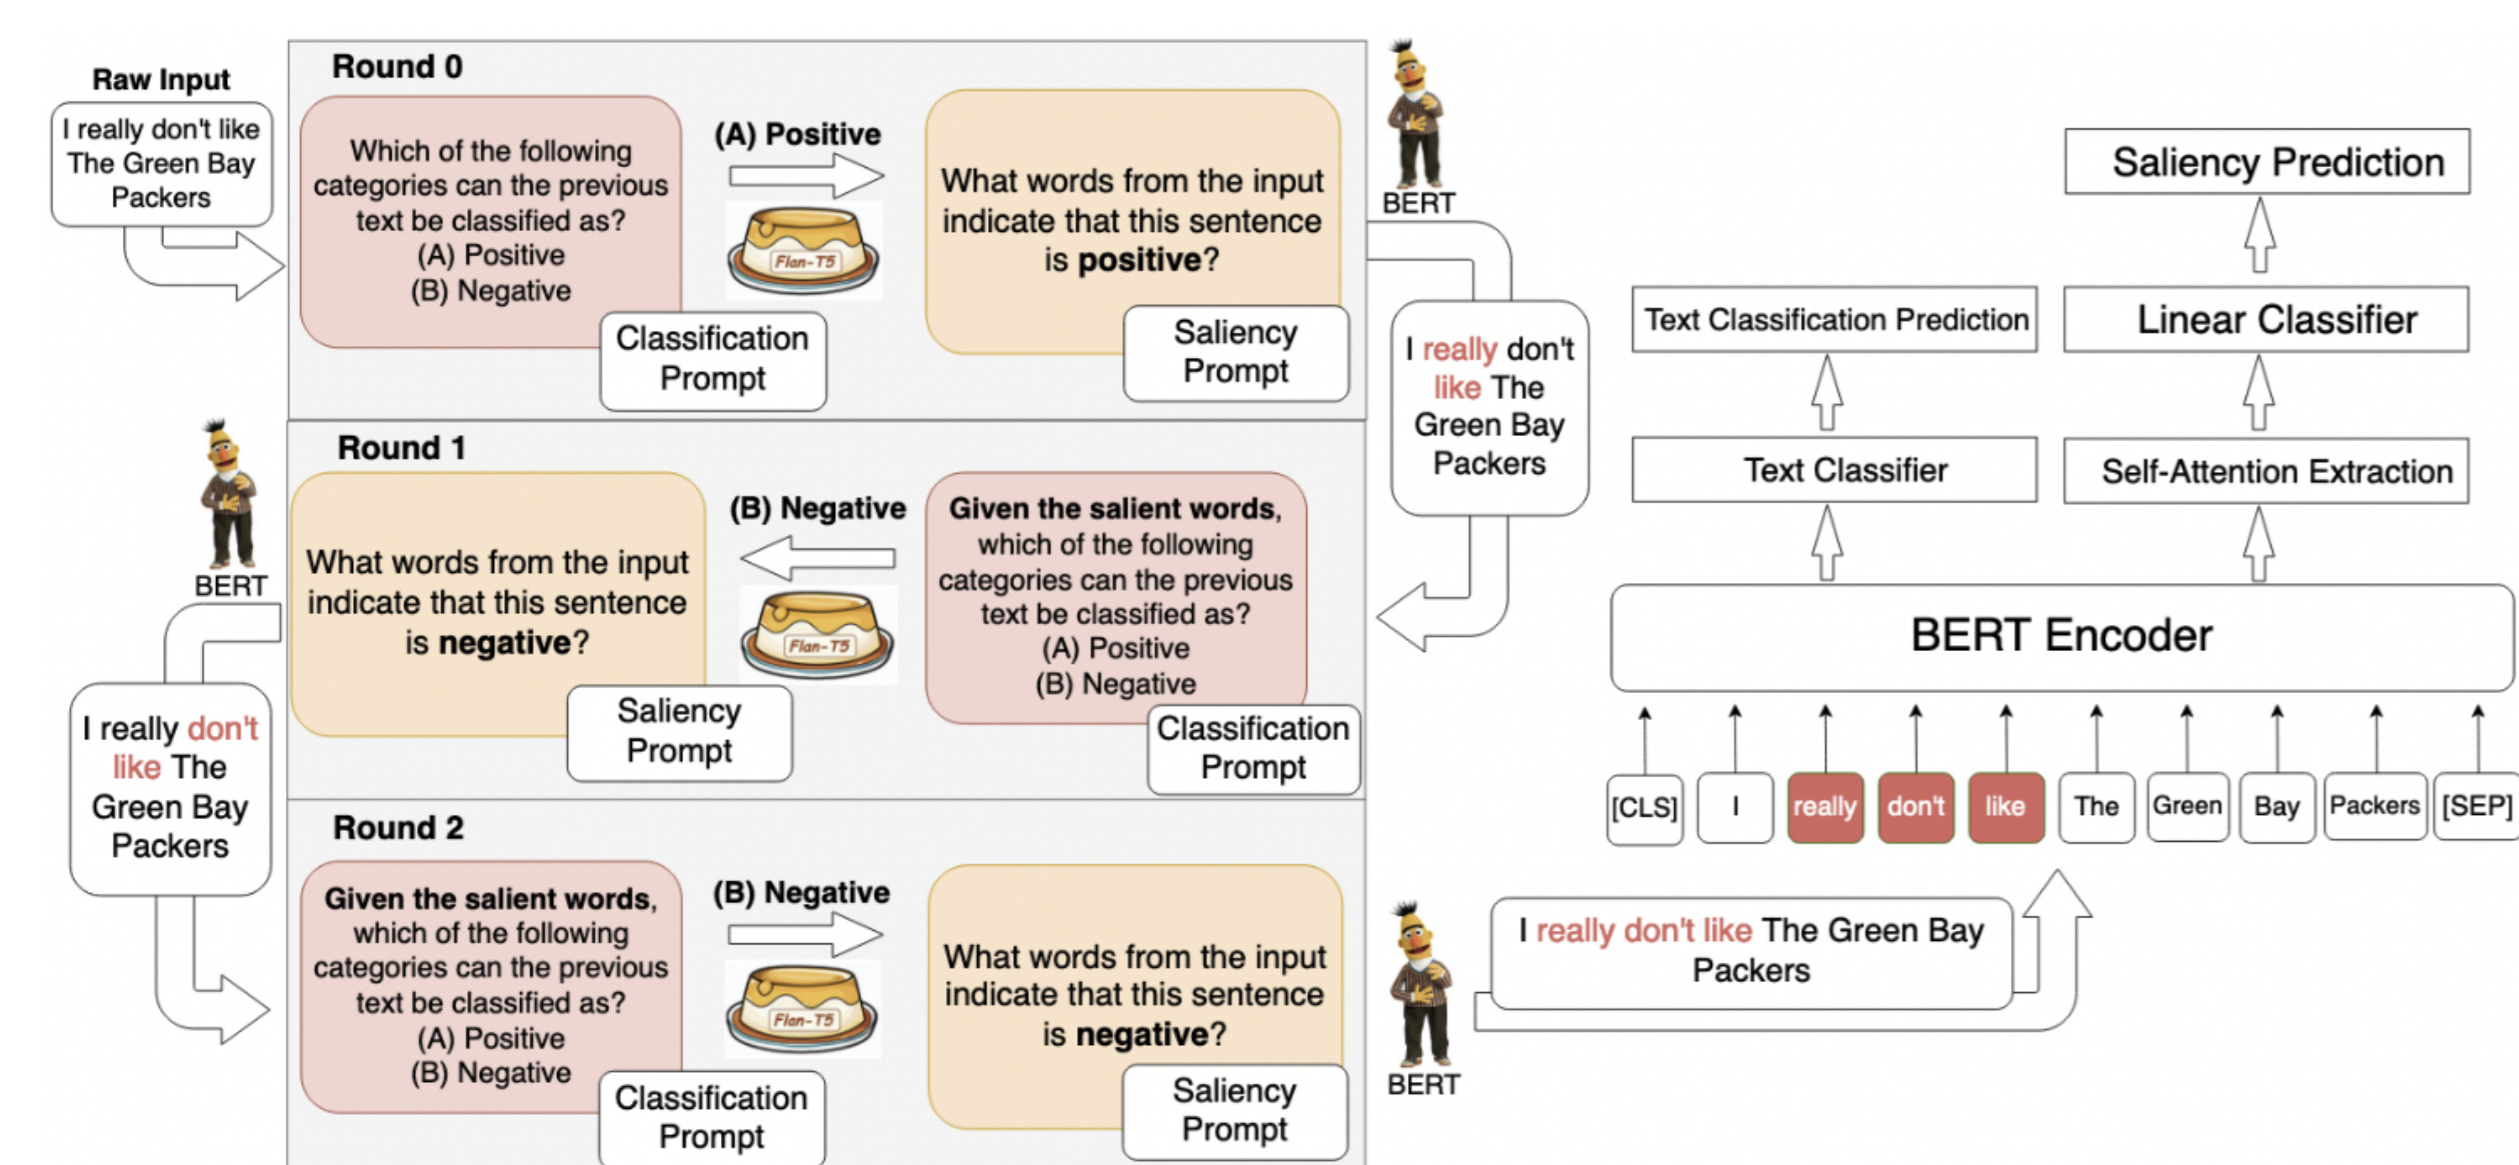 Raw Input
I really don't like
The Green Bay
Packers
Round 0
Which of the following
categories can the previous
text be classified as?
(A) Positive
(B) Negative
Classification
Prompt
(A) Positive
Flan-T5
What words from the input
indicate that this sentence
is positive?
Saliency
Prompt
BERT
I really don't
like The
Green Bay
Packers
Round 1
Given the salient words,
which of the following
categories can the previous
text be classified as?
(A) Positive
(B) Negative
Classification
Prompt
(B) Negative
Flan-T5
What words from the input
indicate that this sentence
is negative?
Saliency
Prompt
BERT
I really don't
like The
Green Bay
Packers
Round 2
Given the salient words,
which of the following
categories can the previous
text be classified as?
(A) Positive
(B) Negative
Classification
Prompt
(B) Negative
Flan-T5
What words from the input
indicate that this sentence
is negative?
Saliency
Prompt
BERT
I really don't like The Green Bay
Packers
[CLS] I really don't like The Green Bay Packers [SEP]
BERT Encoder
Text Classifier
Text Classification Prediction
Self-Attention Extraction
Linear Classifier
Saliency Prediction